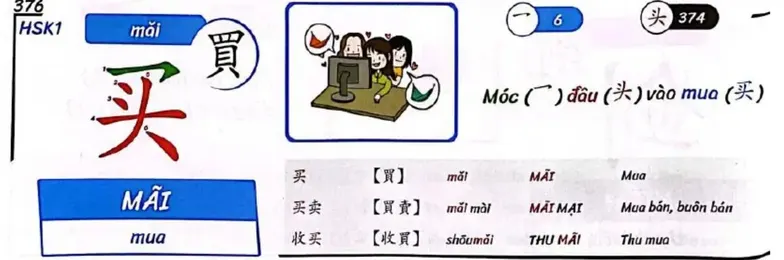 376
HSK1
mǎi
買
买
MÃI
mua
乛 6
头 374
Móc (乛) đầu (头) vào mua (买)
买 【買】 mǎi MÃI Mua
买卖 【買賣】 mǎi mài MÃI MẠI Mua bán, buôn bán
收买 【收買】 shōumǎi THU MÃI Thu mua